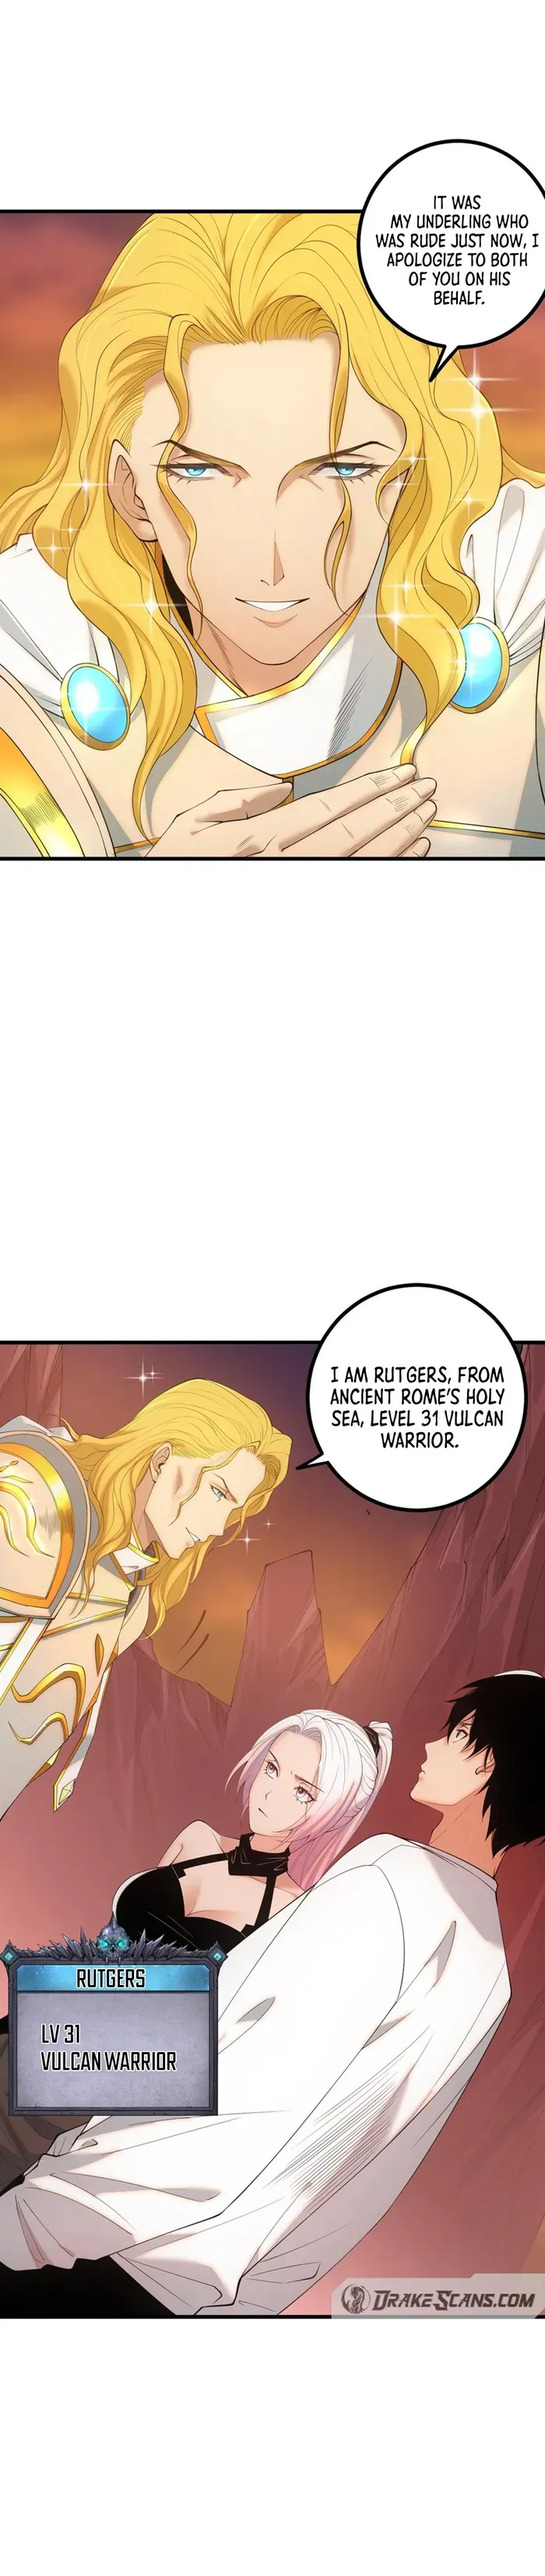 IT WAS
MY UNDERLING WHO
WAS RUDE JUST NOW, I
APOLOGIZE TO BOTH
OF YOU ON HIS
BEHALF.
I AM RUTGERS, FROM
ANCIENT ROME'S HOLY
SEA, LEVEL 31 VULCAN
WARRIOR.
RUTGERS
LV 31
VULCAN WARRIOR
DRAKESCANS.COM